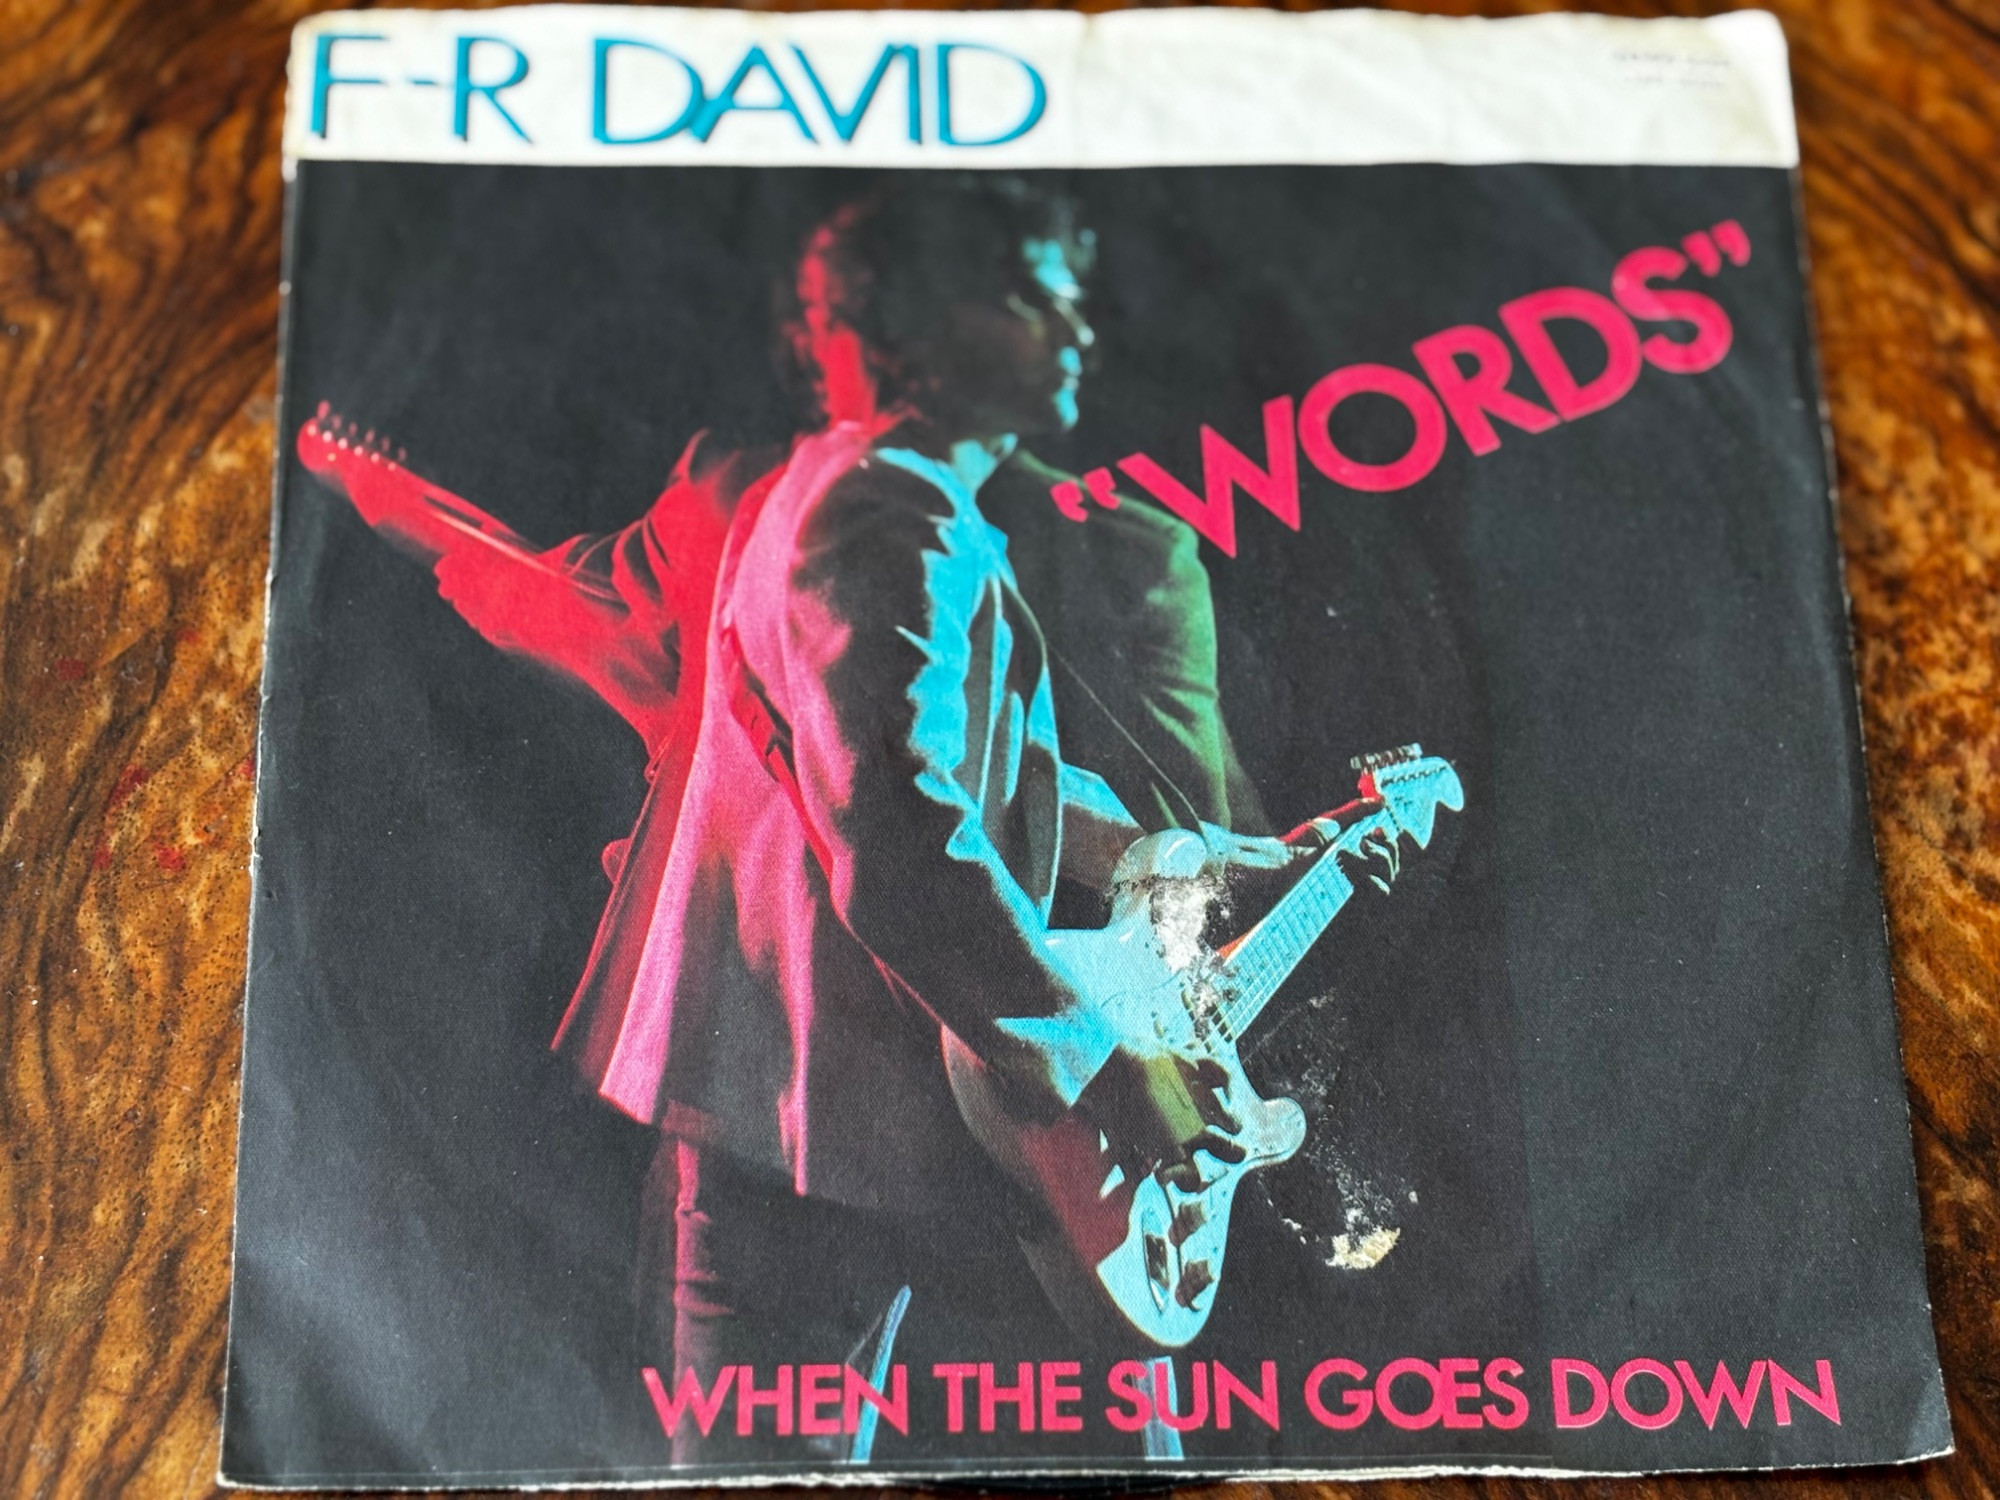 F-R DAVID
“WORDS”
WHEN THE SUN GOES DOWN